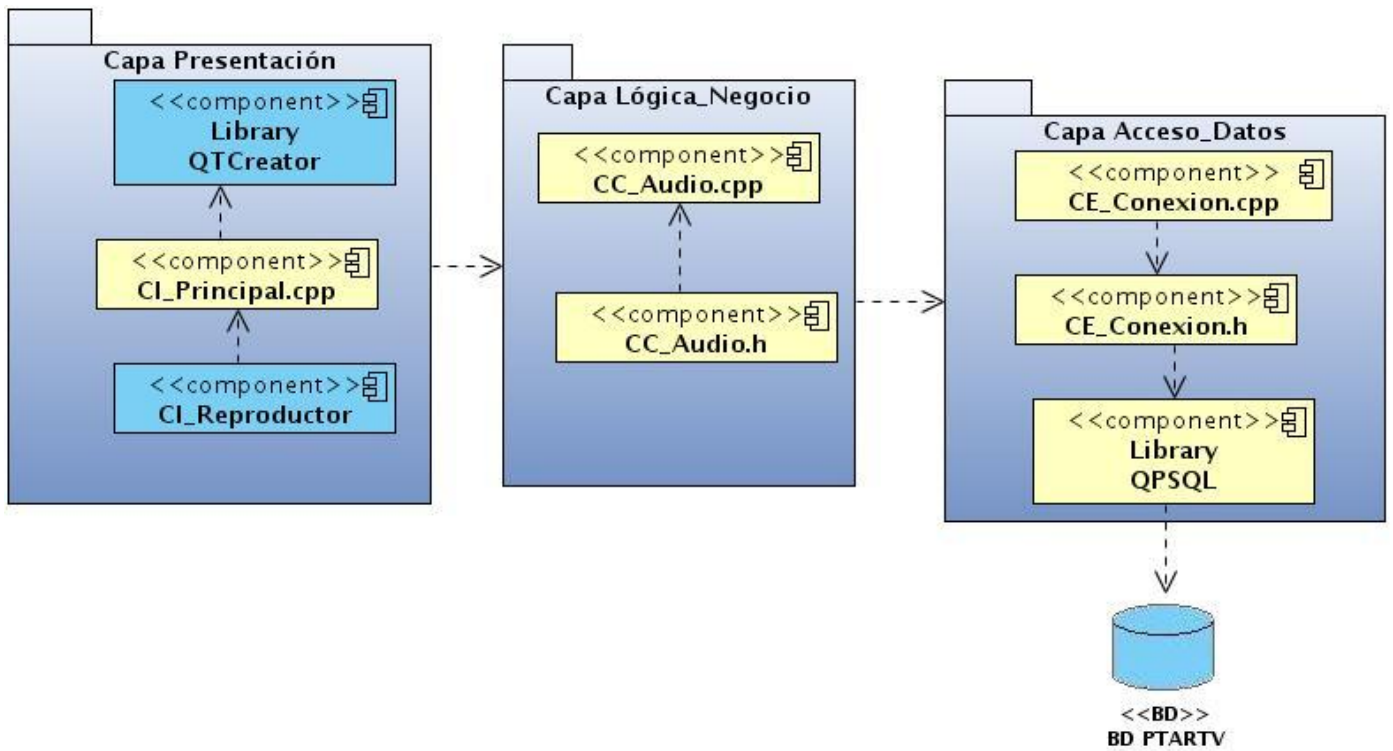 Capa Presentación
<<component>>
Library
QTCreator
<<component>>
CI_Principal.cpp
<<component>>
CI_Reproductor
Capa Lógica_Negocio
<<component>>
CC_Audio.cpp
<<component>>
CC_Audio.h
Capa Acceso_Datos
<<component>>
CE_Conexion.cpp
<<component>>
CE_Conexion.h
<<component>>
Library
QPSQL
<<BD>>
BD PTARTV